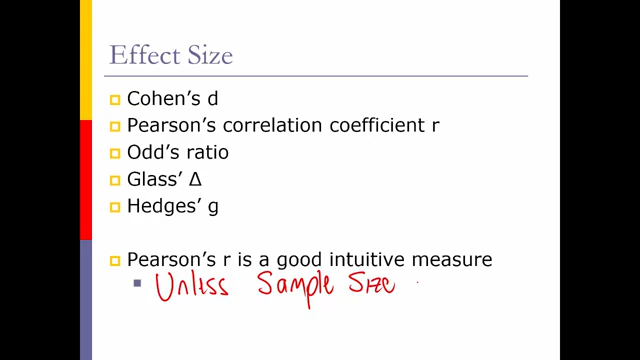 Effect Size
Cohen's d
Pearson's correlation coefficient r
Odd's ratio
Glass' Δ
Hedges' g
Pearson's r is a good intuitive measure
Unless Sample Size